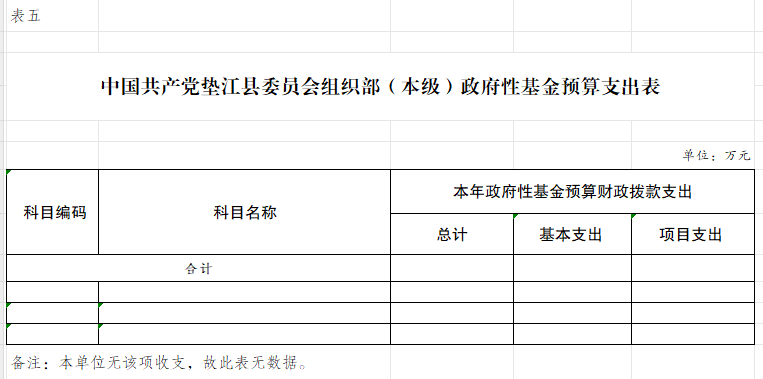 表五
中国共产党垫江县委员会组织部（本级）政府性基金预算支出表
单位：万元
科目编码 科目名称 本年政府性基金预算财政拨款支出
总计 基本支出 项目支出
合计
备注：本单位无该项收支，故此表无数据。